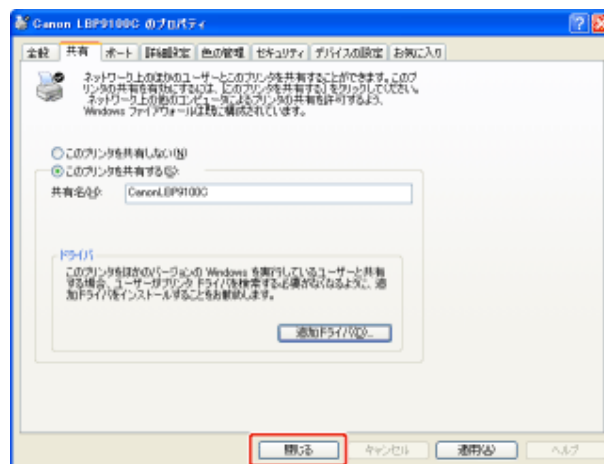 Canon LBP9100C のプロパティ
全般 共有 ポート 詳細設定 色の管理 セキュリティ デバイスの設定 お気に入り
ネットワーク上のほかのユーザーとこのプリンタを共有することができます。このプ
リンタの共有を有効にするには、[このプリンタを共有する] をクリックしてください。
ネットワーク上の他のコンピュータによるプリンタの共有を許可するよう、
Windows ファイアウォールは既に構成されています。
このプリンタを共有しない(N)
このプリンタを共有する(S):
共有名(H): CanonLBP9100C
ドライバ
このプリンタをほかのバージョンの Windows を実行しているユーザーと共有
する場合、ユーザーがプリンタ ドライバを検索する必要がなくなるように、追
加ドライバをインストールすることをお勧めします。
追加ドライバ(D)...
閉じる キャンセル 適用(A) ヘルプ